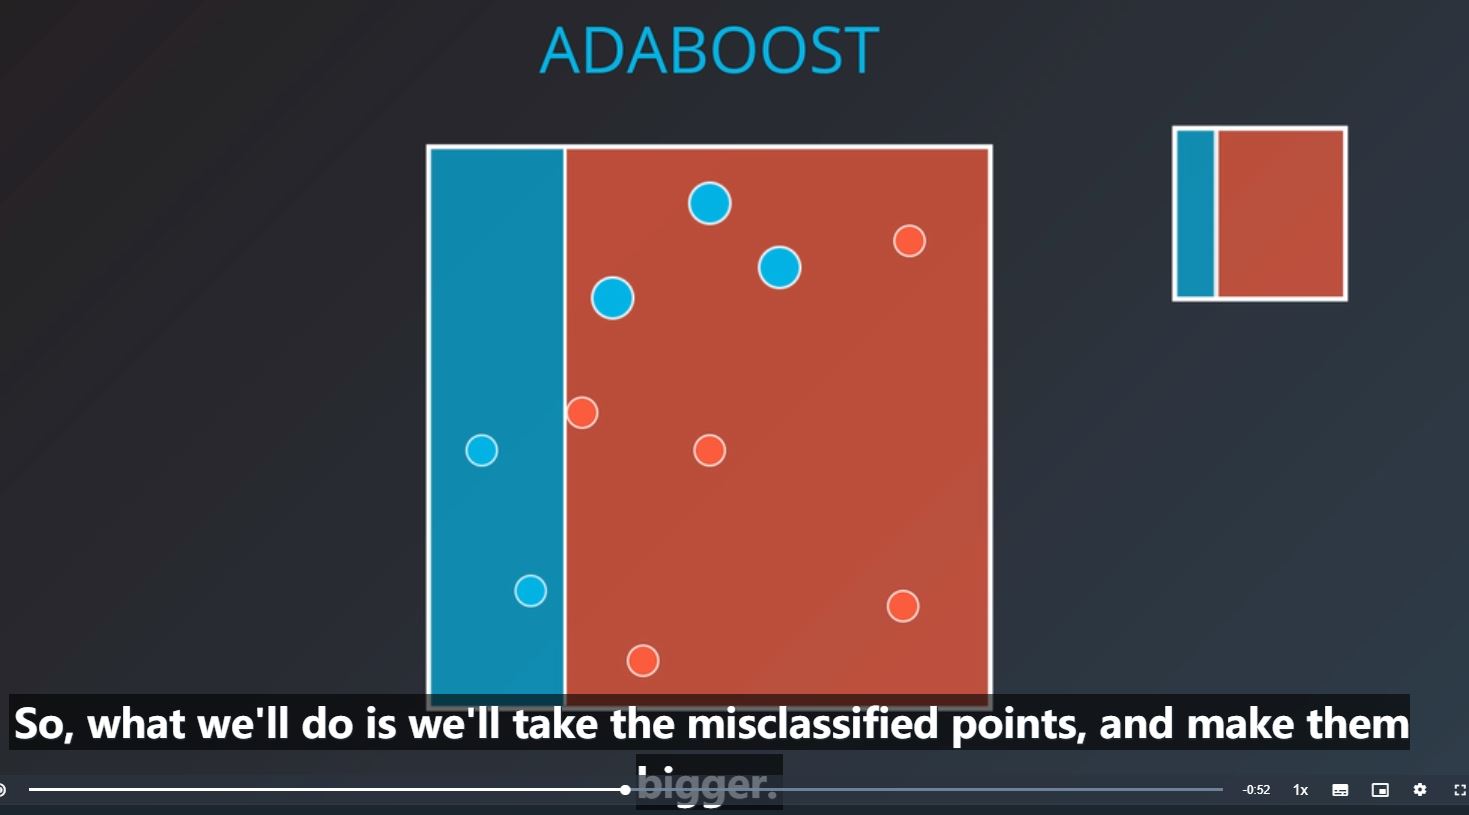 ADABOOST
So, what we'll do is we'll take the misclassified points, and make them
bigger.
-0:52 1x